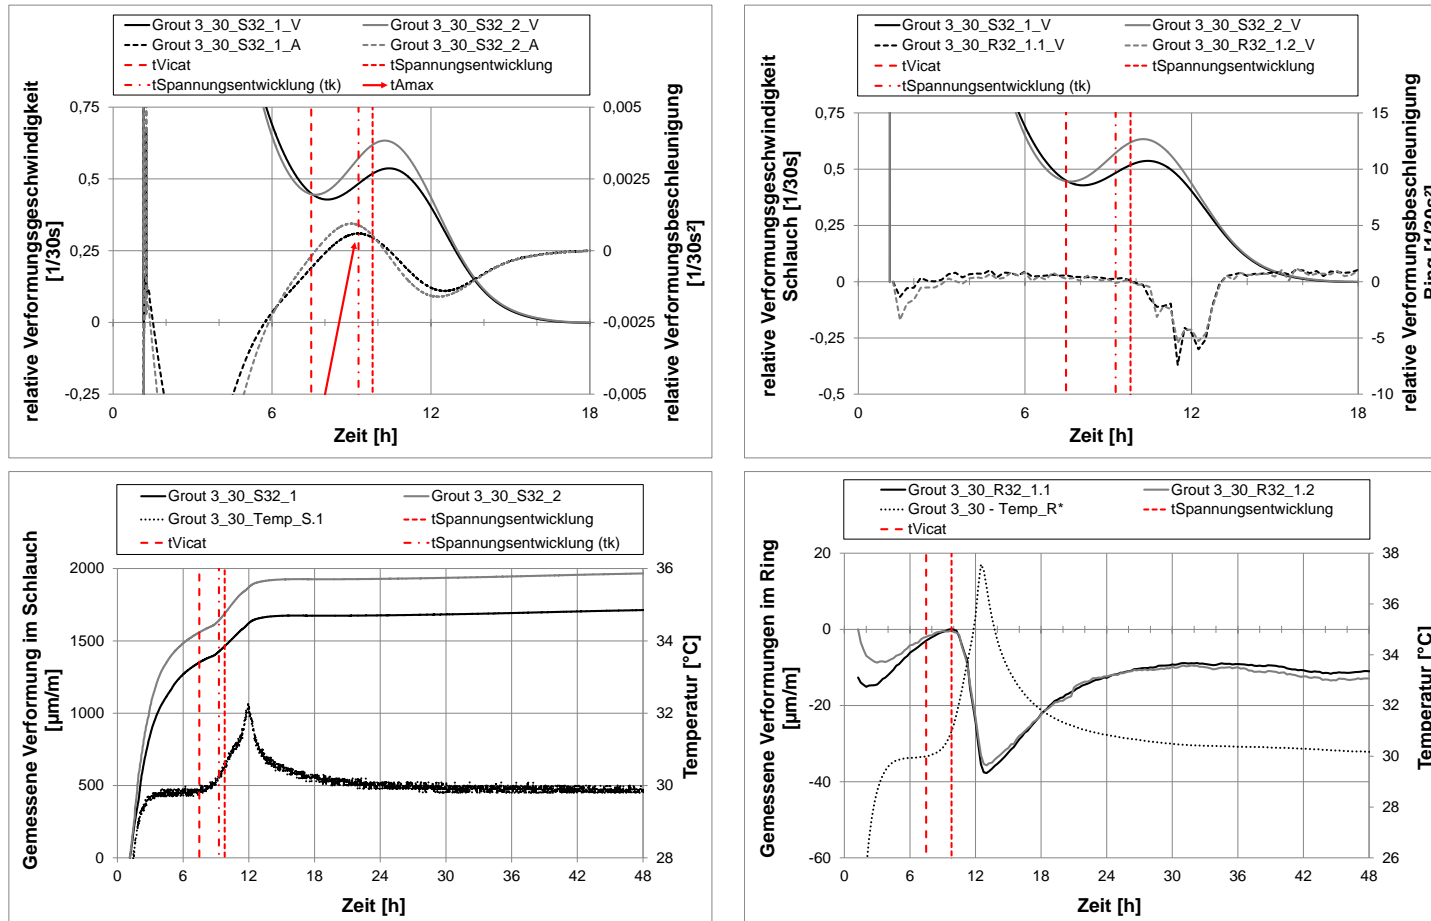 Grout 3_30_S32_1_V
Grout 3_30_S32_2_V
Grout 3_30_S32_1_A
Grout 3_30_S32_2_A
tVicat
tSpannungsentwicklung
tSpannungsentwicklung (tk)
tAmax
relative Verformungsgeschwindigkeit
[1/30s]
0,75
0,5
0,25
0
-0,25
0,005
0,0025
0
-0,0025
-0,005
relative Verformungsbeschleunigung
[1/30s²]
0
6
12
18
Zeit [h]
Grout 3_30_S32_1_V
Grout 3_30_S32_2_V
Grout 3_30_R32_1.1_V
Grout 3_30_R32_1.2_V
tVicat
tSpannungsentwicklung
tSpannungsentwicklung (tk)
relative Verformungsgeschwindigkeit
Schlauch [1/30s]
0,75
0,5
0,25
0
-0,25
-0,5
15
10
5
0
-5
-10
relative Verformungsgeschwindigkeit
Ring [1/30s²]
0
6
12
18
Zeit [h]
Grout 3_30_S32_1
Grout 3_30_S32_2
Grout 3_30_Temp_S.1
tSpannungsentwicklung
tVicat
tSpannungsentwicklung (tk)
Gemessene Verformung im Schlauch
[µm/m]
2000
1500
1000
500
0
36
34
32
30
28
Temperatur [°C]
0
6
12
18
24
30
36
42
48
Zeit [h]
Grout 3_30_R32_1.1
Grout 3_30_R32_1.2
Grout 3_30 - Temp_R*
tSpannungsentwicklung
tVicat
Gemessene Verformungen im Ring
[µm/m]
20
0
-20
-40
-60
38
36
34
32
30
28
26
Temperatur [°C]
0
6
12
18
24
30
36
42
48
Zeit [h]